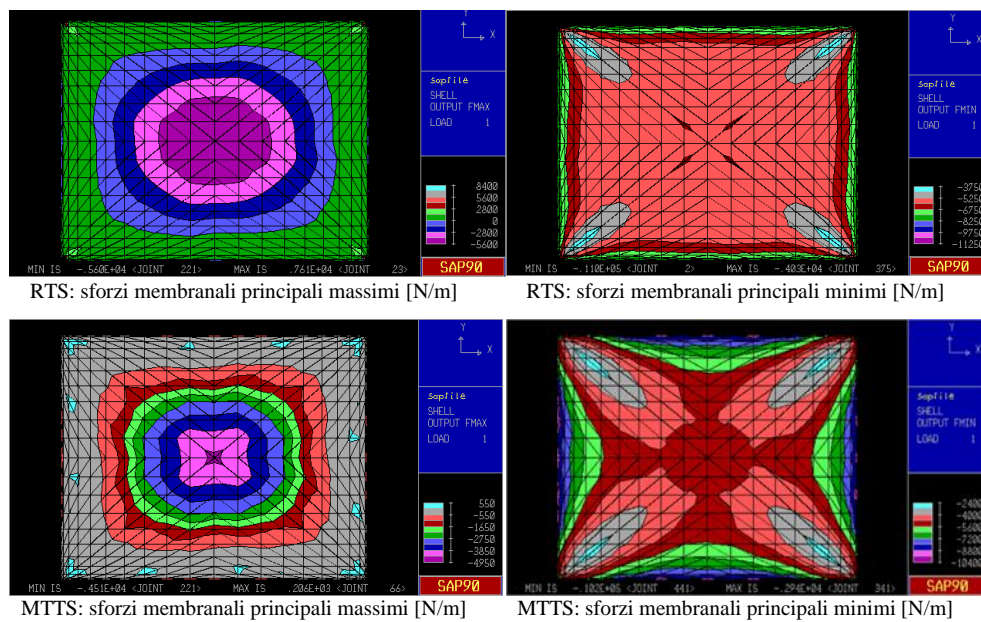 Y
X
Sapfile
SHELL
OUTPUT FMAX
LOAD 1
8400
5600
2800
0
-2800
-5600
SAP90
MIN IS -.560E+04 <JOINT 221> MAX IS .761E+04 <JOINT 23>
Y
X
Sapfile
SHELL
OUTPUT FMIN
LOAD 1
-3750
-5250
-6750
-8250
-9750
-11250
SAP90
MIN IS -.110E+05 <JOINT 2> MAX IS -.403E+04 <JOINT 375>
RTS: sforzi membranali principali massimi [N/m]
RTS: sforzi membranali principali minimi [N/m]
Y
X
Sapfile
SHELL
OUTPUT FMAX
LOAD 1
550
-550
-1650
-2750
-3850
-4950
SAP90
MIN IS -.451E+04 <JOINT 221> MAX IS .206E+03 <JOINT 66>
Y
X
Sapfile
SHELL
OUTPUT FMIN
LOAD 1
-2400
-4000
-5600
-7200
-8800
-10400
SAP90
MIN IS -.102E+05 <JOINT 441> MAX IS -.294E+04 <JOINT 341>
MTTS: sforzi membranali principali massimi [N/m]
MTTS: sforzi membranali principali minimi [N/m]